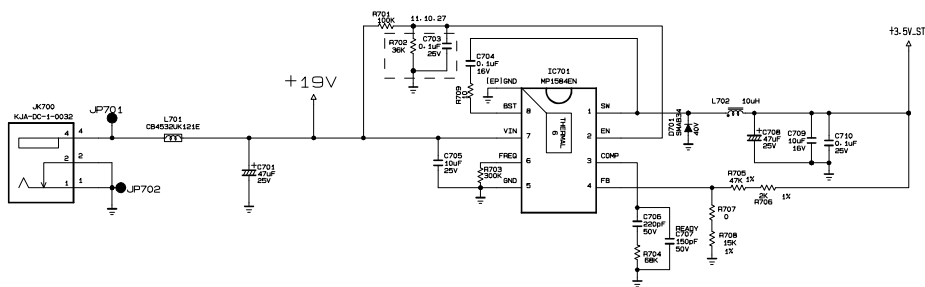 R701
100K
11.10.27
R702
36K
C703
0.1uF
25V
C704
0.1uF
16V
R709
10
[EP]GND
IC701
MP1584EN
+3.5V_ST
+19V
JK700
KJA-DC-1-0032
JP701
L701
CB4532UK121E
4
4
2
2
1
1
JP702
C701
47uF
25V
C705
10uF
25V
BST
8
VIN
7
FREQ
6
GND
5
THERMAL
1
SW
2
EN
3
COMP
4
FB
R703
300K
D701
SMAB34
40V
L702
10uH
C708
47uF
25V
C709
10uF
16V
C710
0.1uF
25V
R705
47K
1%
2K
R706
1%
R707
0
R708
15K
1%
C706
220pF
50V
R704
68K
READY
C707
150pF
50V